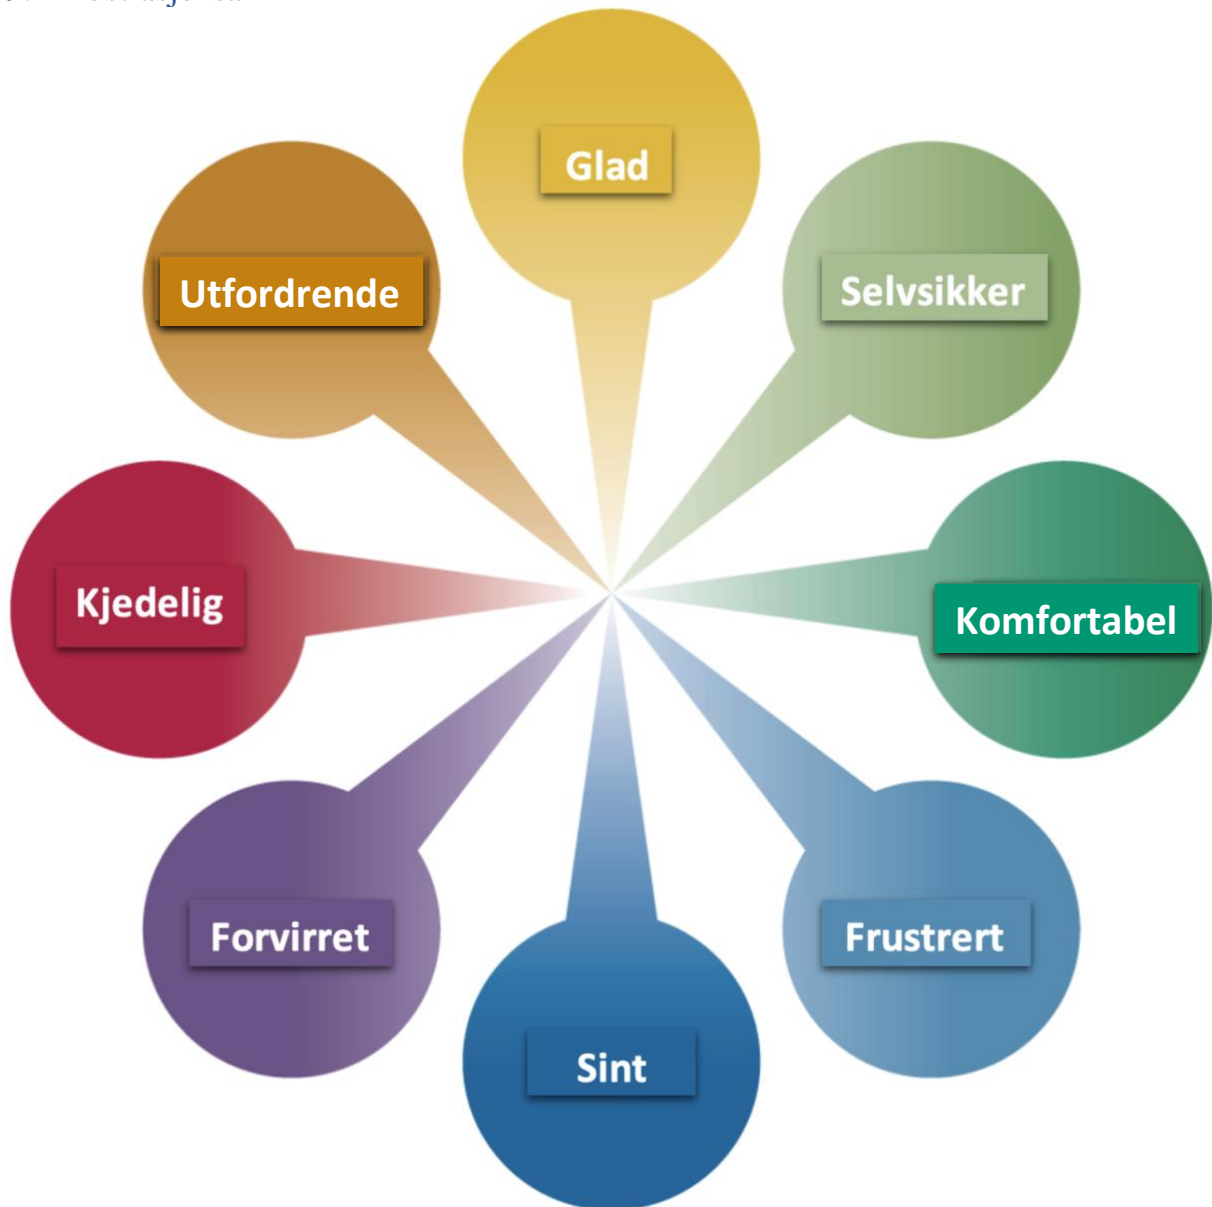 Glad
Selvsikker
Komfortabel
Frustrert
Sint
Forvirret
Kjedelig
Utfordrende